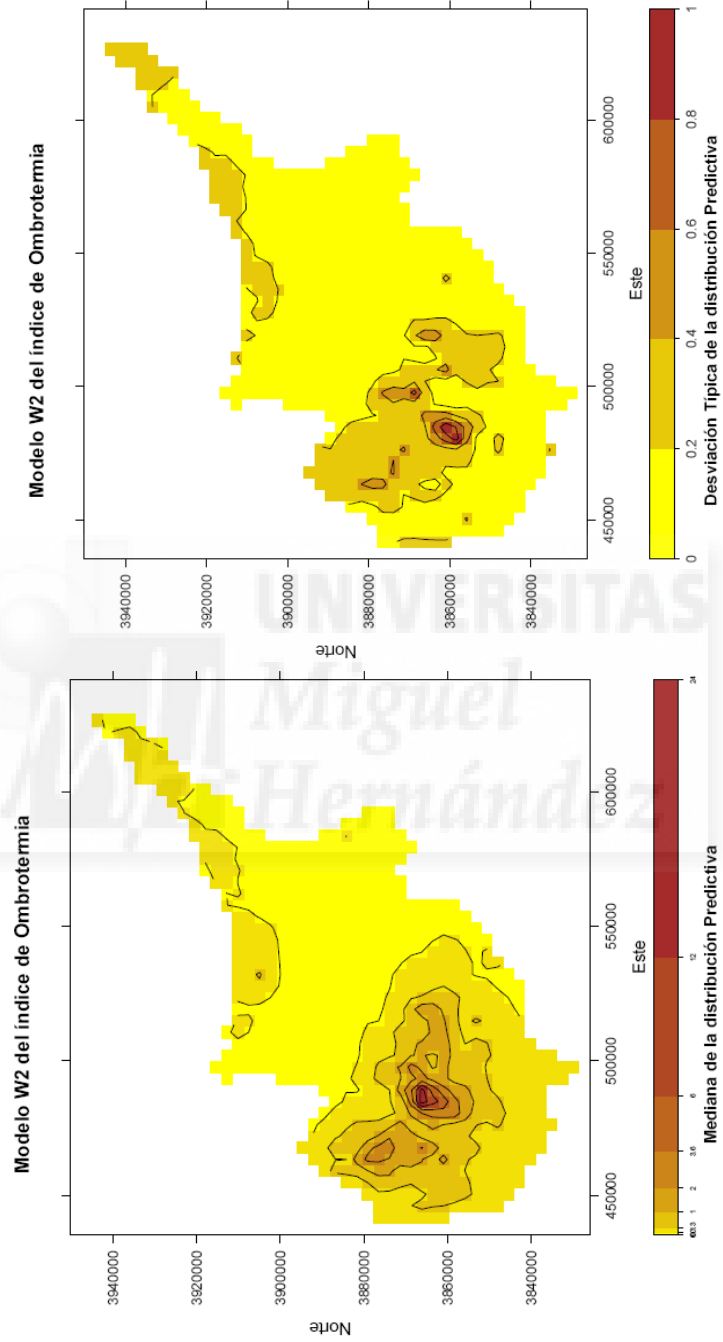 Modelo W2 del índice de Ombrotermia
Norte
3940000
3920000
3900000
3880000
3860000
3840000
450000
500000
550000
600000
Este
1
2
3.6
6
12
24
Mediana de la distribución Predictiva
Modelo W2 del índice de Ombrotermia
Norte
3940000
3920000
3900000
3880000
3860000
3840000
450000
500000
550000
600000
Este
0
0.2
0.4
0.6
0.8
1
Desviación Típica de la distribución Predictiva
UNIVERSITAS
Miguel
Hernández